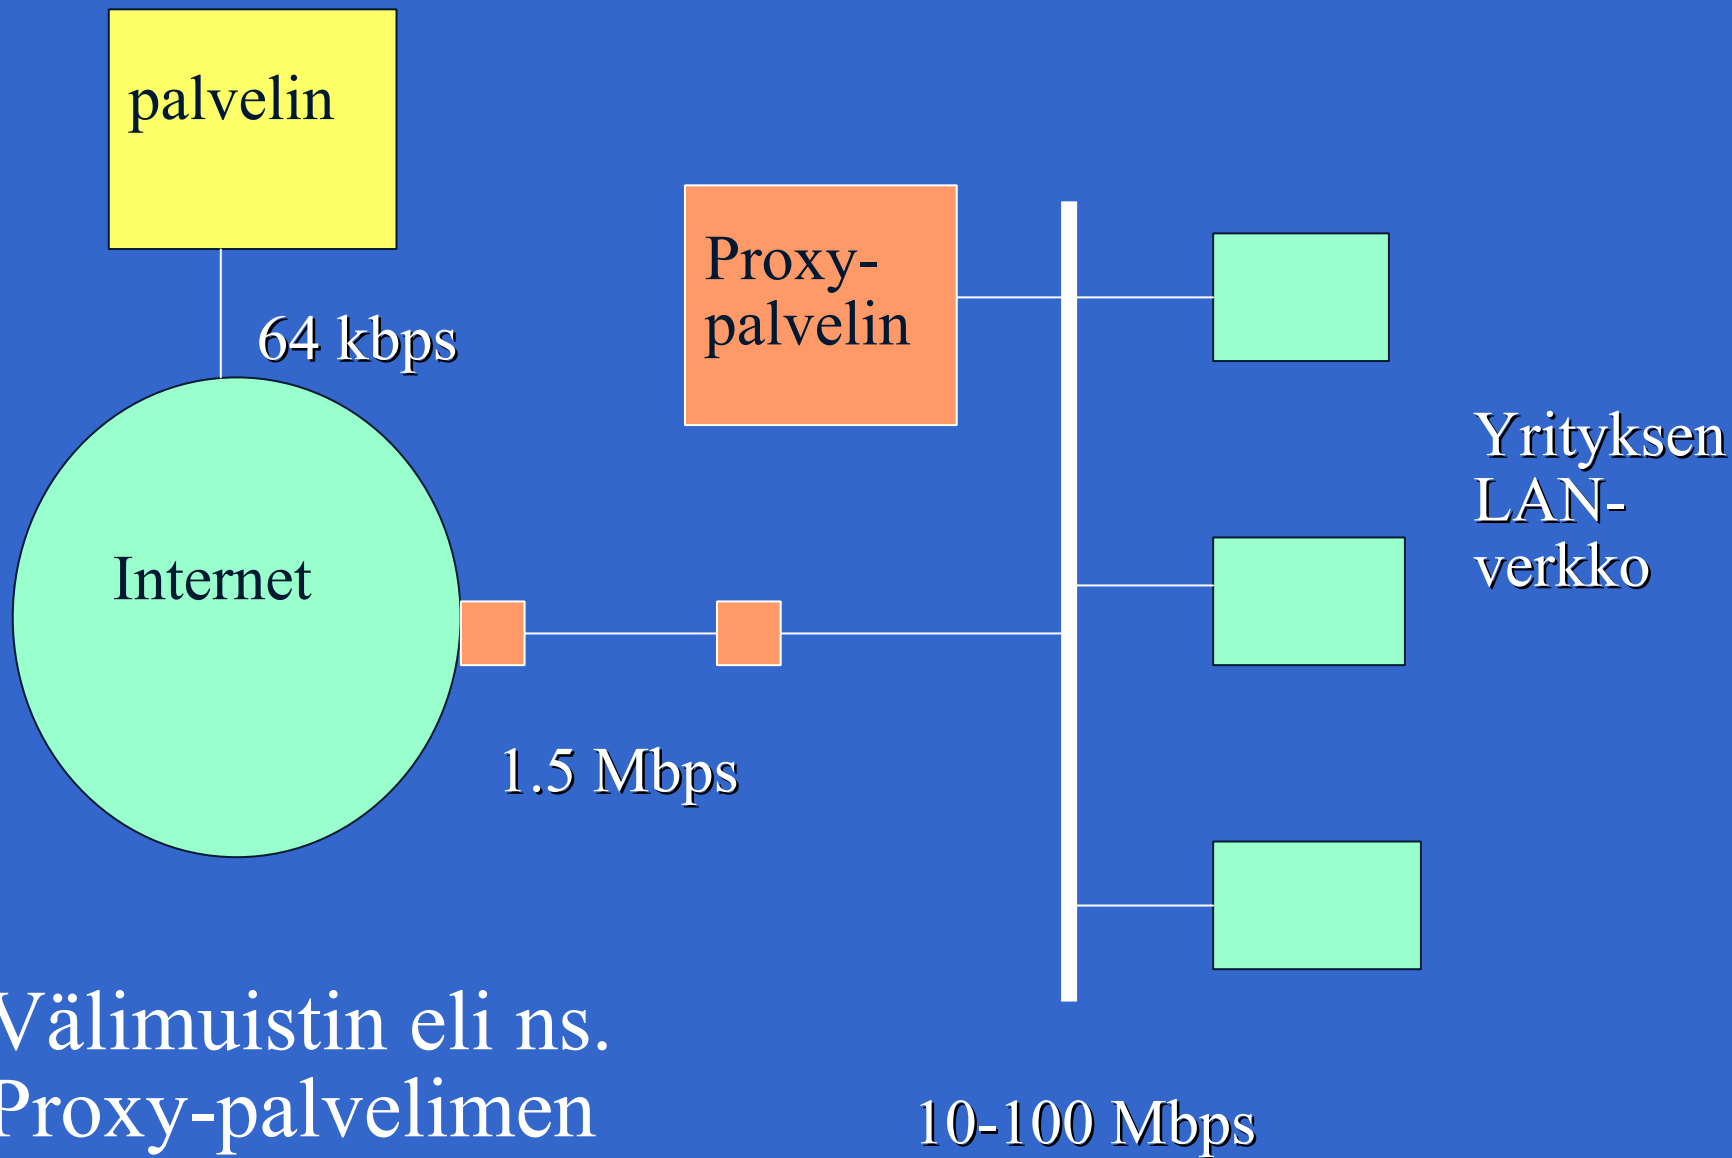 palvelin
64 kbps
Proxy-
palvelin
Yrityksen
LAN-
verkko
Internet
1.5 Mbps
Välimuistin eli ns.
Proxy-palvelimen
10-100 Mbps